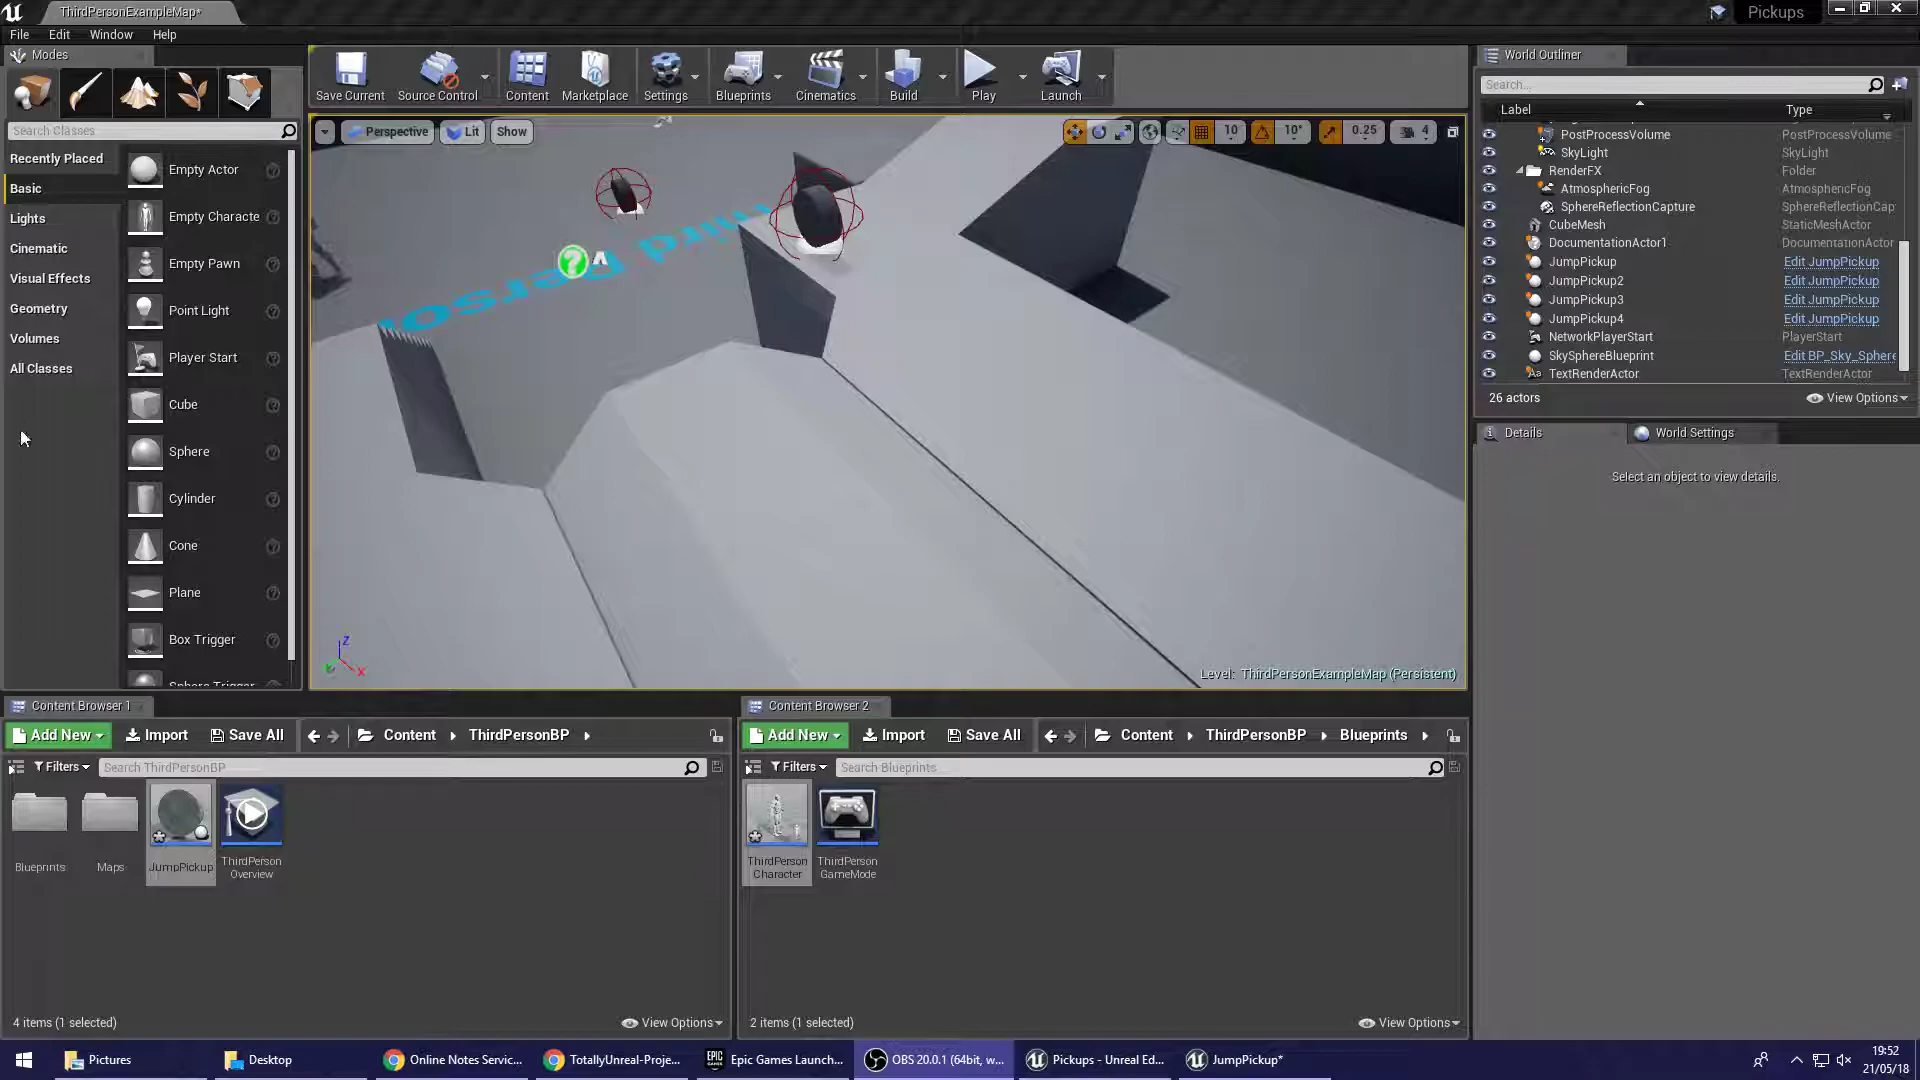 ThirdPersonExampleMap*
Pickups
File Edit Window Help
Modes
Save Current
Source Control
Content
Marketplace
Settings
Blueprints
Cinematics
Build
Play
Launch
World Outliner
Search...
Label
Type
Search Classes
Perspective
Lit
Show
10
10°
0.25
4
Recently Placed
Basic
Lights
Cinematic
Visual Effects
Geometry
Volumes
All Classes
Empty Actor
Empty Characte
Empty Pawn
Point Light
Player Start
Cube
Sphere
Cylinder
Cone
Plane
Box Trigger
Sphere Trigger
Third Person
PostProcessVolume PostProcessVolume
SkyLight SkyLight
RenderFX Folder
AtmosphericFog AtmosphericFog
SphereReflectionCapture SphereReflectionCap
CubeMesh StaticMeshActor
DocumentationActor1 DocumentationActor
JumpPickup Edit JumpPickup
JumpPickup2 Edit JumpPickup
JumpPickup3 Edit JumpPickup
JumpPickup4 Edit JumpPickup
NetworkPlayerStart PlayerStart
SkySphereBlueprint Edit BP_Sky_Sphere
TextRenderActor TextRenderActor
26 actors
View Options
Details
World Settings
Select an object to view details.
Z
X
Level: ThirdPersonExampleMap (Persistent)
Content Browser 1
Add New Import Save All Content ThirdPersonBP
Filters Search ThirdPersonBP
Blueprints
Maps
JumpPickup
ThirdPerson
Overview
4 items (1 selected)
View Options
Content Browser 2
Add New Import Save All Content ThirdPersonBP Blueprints
Filters Search Blueprints
ThirdPerson
Character
ThirdPerson
GameMode
2 items (1 selected)
View Options
Pictures
Desktop
Online Notes Servic...
TotallyUnreal-Proje...
EPIC GAMES
Epic Games Launch...
OBS 20.0.1 (64bit, w...
Pickups - Unreal Ed...
JumpPickup*
19:52
21/05/18